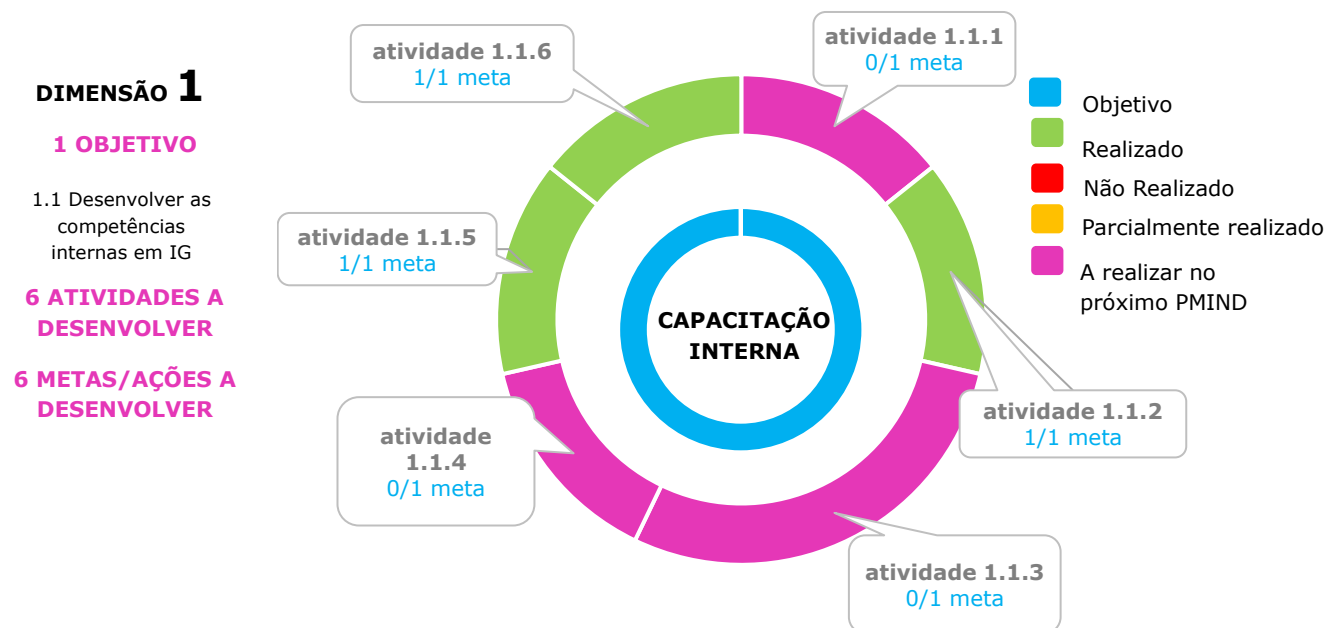 DIMENSÃO 1
1 OBJETIVO
1.1 Desenvolver as
competências
internas em IG
6 ATIVIDADES A
DESENVOLVER
6 METAS/AÇÕES A
DESENVOLVER
atividade 1.1.6
1/1 meta
atividade 1.1.1
0/1 meta
atividade 1.1.5
1/1 meta
CAPACITAÇÃO
INTERNA
atividade 1.1.2
1/1 meta
atividade
1.1.4
0/1 meta
atividade 1.1.3
0/1 meta
Objetivo
Realizado
Não Realizado
Parcialmente realizado
A realizar no
próximo PMIND